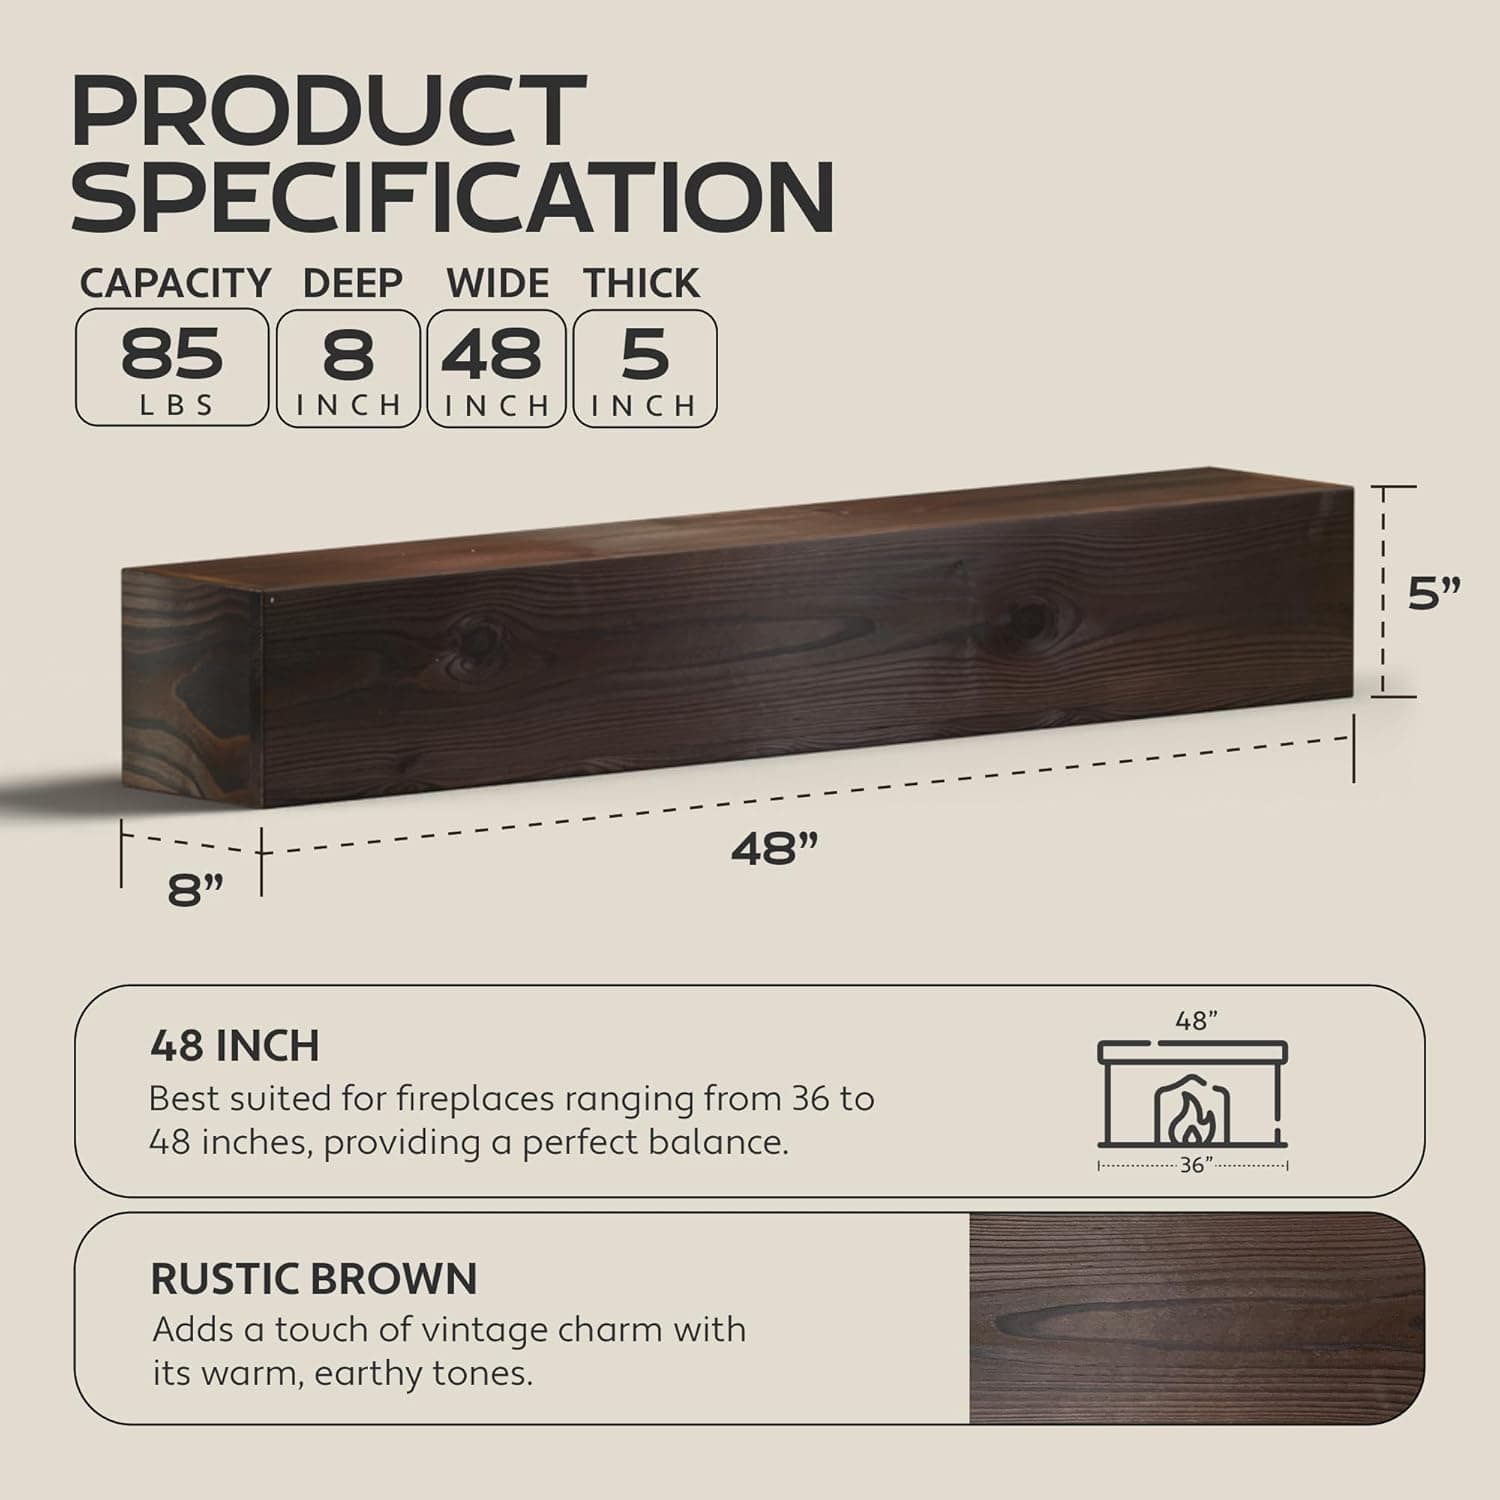 PRODUCT
SPECIFICATION
CAPACITY DEEP WIDE THICK
85 8 48 5
LBS INCH INCH INCH
5”
48”
8”
48 INCH
Best suited for fireplaces ranging from 36 to
48 inches, providing a perfect balance.
48”
36”
RUSTIC BROWN
Adds a touch of vintage charm with
its warm, earthy tones.